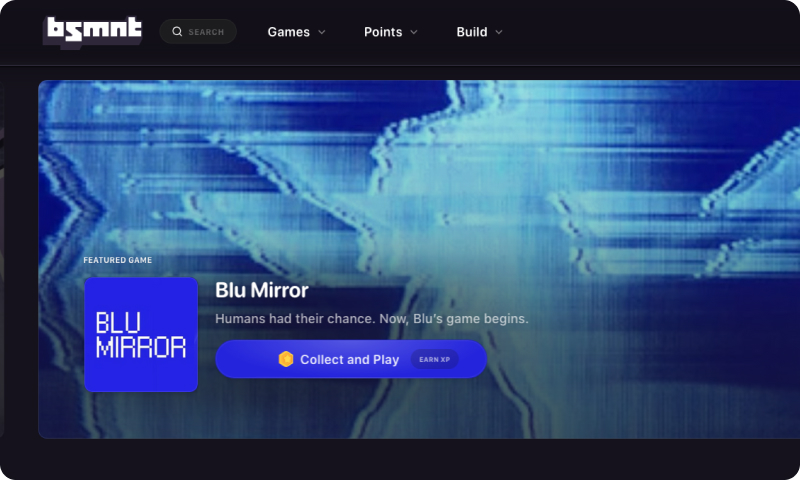 bsmnt
SEARCH
Games
Points
Build
FEATURED GAME
BLU
MIRROR
Blu Mirror
Humans had their chance. Now, Blu's game begins.
Collect and Play
EARN XP